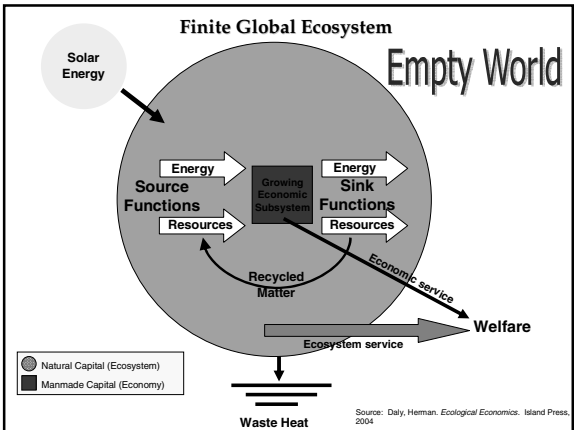 Finite Global Ecosystem
Solar
Energy
Empty World
Energy
Energy
Source
Functions
Growing
Economic
Subsystem
Sink
Functions
Resources
Resources
Recycled
Matter
Economic service
Welfare
Ecosystem service
Natural Capital (Ecosystem)
Manmade Capital (Economy)
Waste Heat
Source: Daly, Herman. Ecological Economics. Island Press,
2004